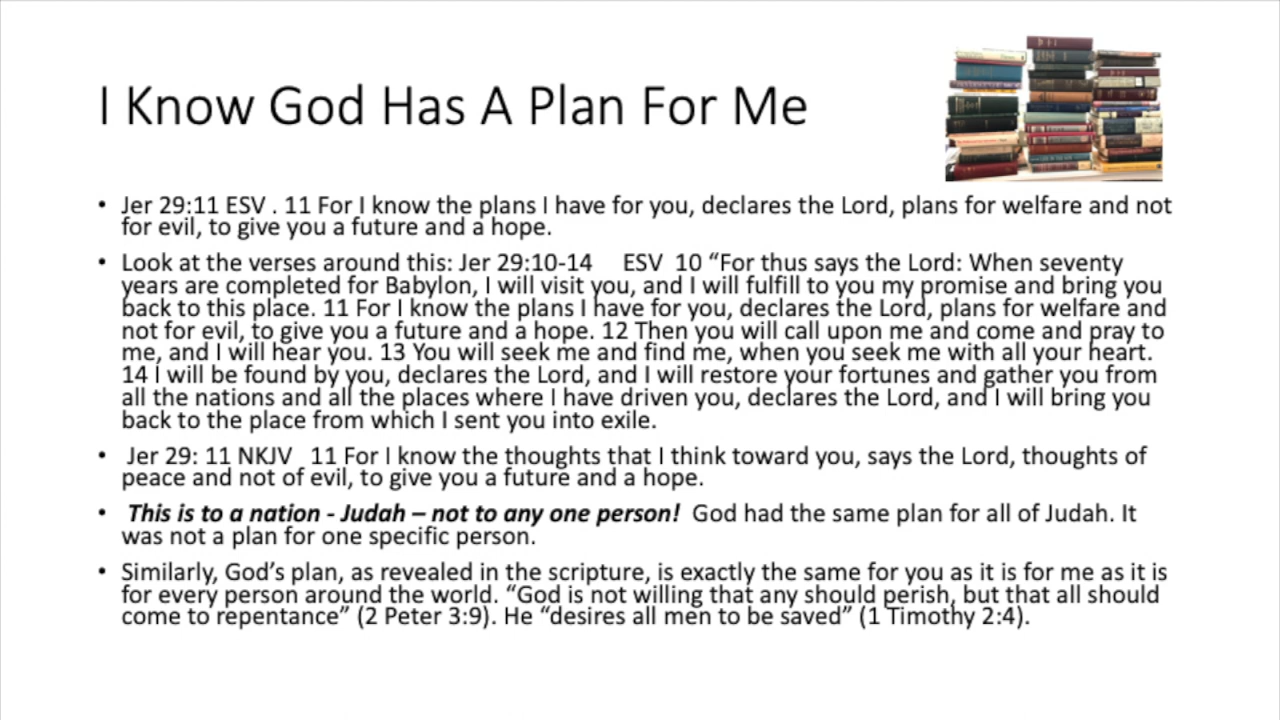 I Know God Has A Plan For Me
• Jer 29:11 ESV . 11 For I know the plans I have for you, declares the Lord, plans for welfare and not
for evil, to give you a future and a hope.
• Look at the verses around this: Jer 29:10-14 ESV 10 “For thus says the Lord: When seventy
years are completed for Babylon, I will visit you, and I will fulfill to you my promise and bring you
back to this place. 11 For I know the plans I have for you, declares the Lord, plans for welfare and
not for evil, to give you a future and a hope. 12 Then you will call upon me and come and pray to
me, and I will hear you. 13 You will seek me and find me, when you seek me with all your heart.
14 I will be found by you, declares the Lord, and I will restore your fortunes and gather you from
all the nations and all the places where I have driven you, declares the Lord, and I will bring you
back to the place from which I sent you into exile.
• Jer 29: 11 NKJV 11 For I know the thoughts that I think toward you, says the Lord, thoughts of
peace and not of evil, to give you a future and a hope.
• This is to a nation - Judah – not to any one person! God had the same plan for all of Judah. It
was not a plan for one specific person.
• Similarly, God’s plan, as revealed in the scripture, is exactly the same for you as it is for me as it is
for every person around the world. “God is not willing that any should perish, but that all should
come to repentance” (2 Peter 3:9). He “desires all men to be saved” (1 Timothy 2:4).